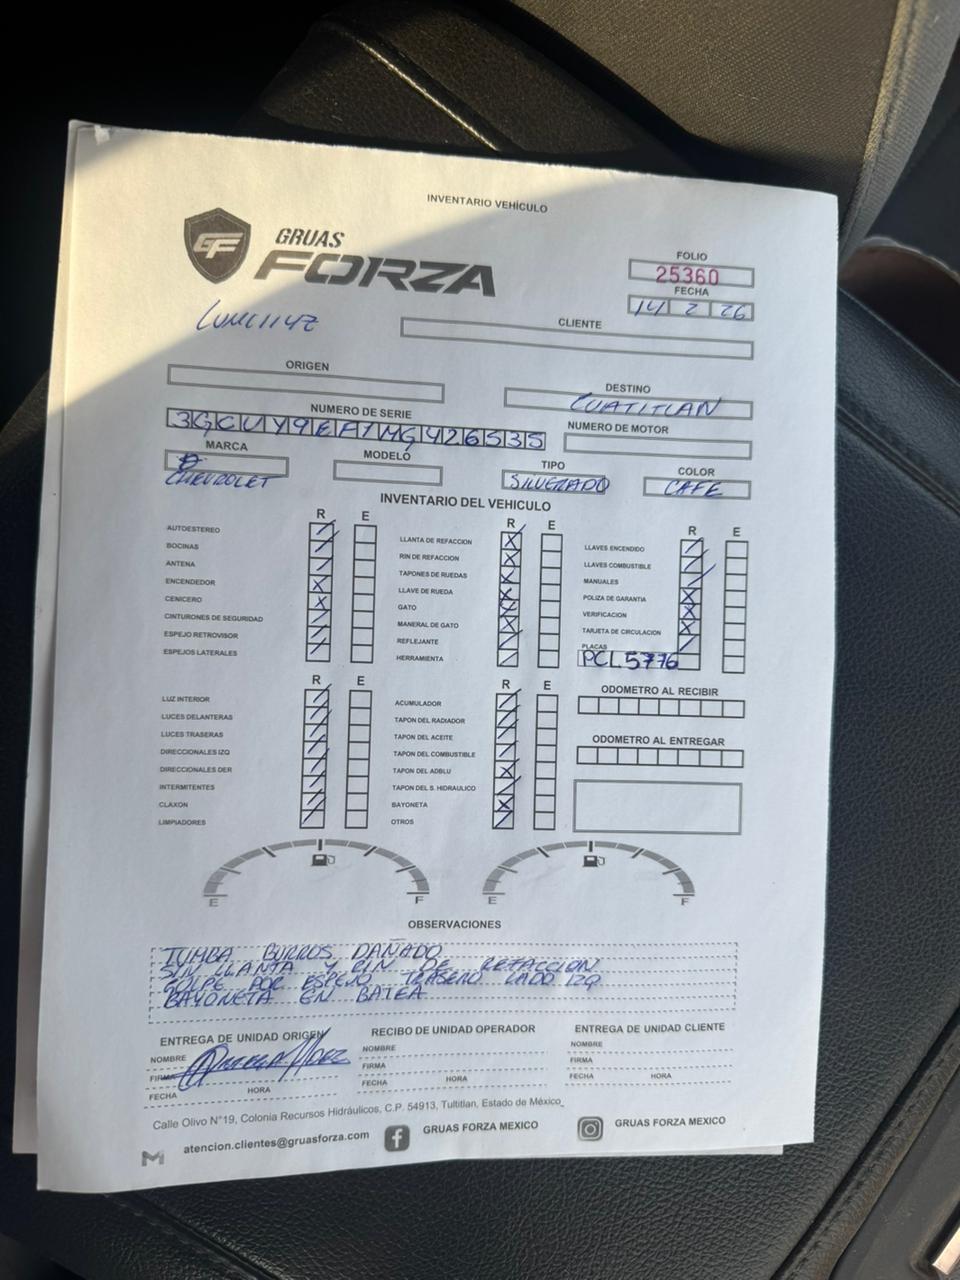 INVENTARIO VEHÍCULO
GF
GRUAS
FORZA
FOLIO
25360
FECHA
14 2 26
CLIENTE
ORIGEN
DESTINO
CUATITLAN
NUMERO DE SERIE
3GCUY9EF1MG426535
NUMERO DE MOTOR
MARCA
CHEVROLET
MODELO
TIPO
SILVERADO
COLOR
CAFE
INVENTARIO DEL VEHICULO
R E
AUTOESTEREO
BOCINAS
ANTENA
ENCENDEDOR
CENICERO
CINTURONES DE SEGURIDAD
ESPEJO RETROVISOR
ESPEJOS LATERALES
R E
LLANTA DE REFACCION
RIN DE REFACCION
TAPONES DE RUEDAS
LLAVE DE RUEDA
GATO
MANERAL DE GATO
REFLEJANTE
HERRAMIENTA
R E
LLAVES ENCENDIDO
LLAVES COMBUSTIBLE
MANUALES
POLIZA DE GARANTIA
VERIFICACION
TARJETA DE CIRCULACION
PLACAS
PCL5776
R E
LUZ INTERIOR
LUCES DELANTERAS
LUCES TRASERAS
DIRECCIONALES IZQ
DIRECCIONALES DER
INTERMITENTES
CLAXON
LIMPIADORES
R E
ACUMULADOR
TAPON DEL RADIADOR
TAPON DEL ACEITE
TAPON DEL COMBUSTIBLE
TAPON DEL ADBLU
TAPON DEL S. HIDRAULICO
BAYONETA
OTROS
ODOMETRO AL RECIBIR
ODOMETRO AL ENTREGAR
E F
E F
OBSERVACIONES
TUMBA BURROS DAÑADO
SIN LLANTA Y RIN DE REFACCION
GOLPE POR ESPEJO TRASERO LADO IZQ
BAYONETA EN BATEA
ENTREGA DE UNIDAD ORIGEN
NOMBRE
FIRMA
FECHA HORA
RECIBO DE UNIDAD OPERADOR
NOMBRE
FIRMA
FECHA HORA
ENTREGA DE UNIDAD CLIENTE
NOMBRE
FIRMA
FECHA HORA
Calle Olivo N°19, Colonia Recursos Hidráulicos, C.P. 54913, Tultitlan, Estado de México
atencion.clientes@gruasforza.com
GRUAS FORZA MEXICO
GRUAS FORZA MEXICO